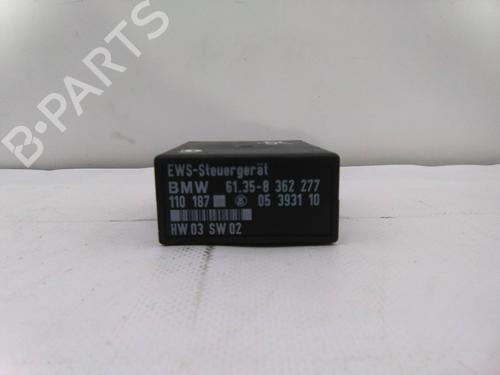 B-PARTS
EWS-Steuergerät
BMW 61.35-8 362 277
110 187 05 3931 10
HW 03 SW 02